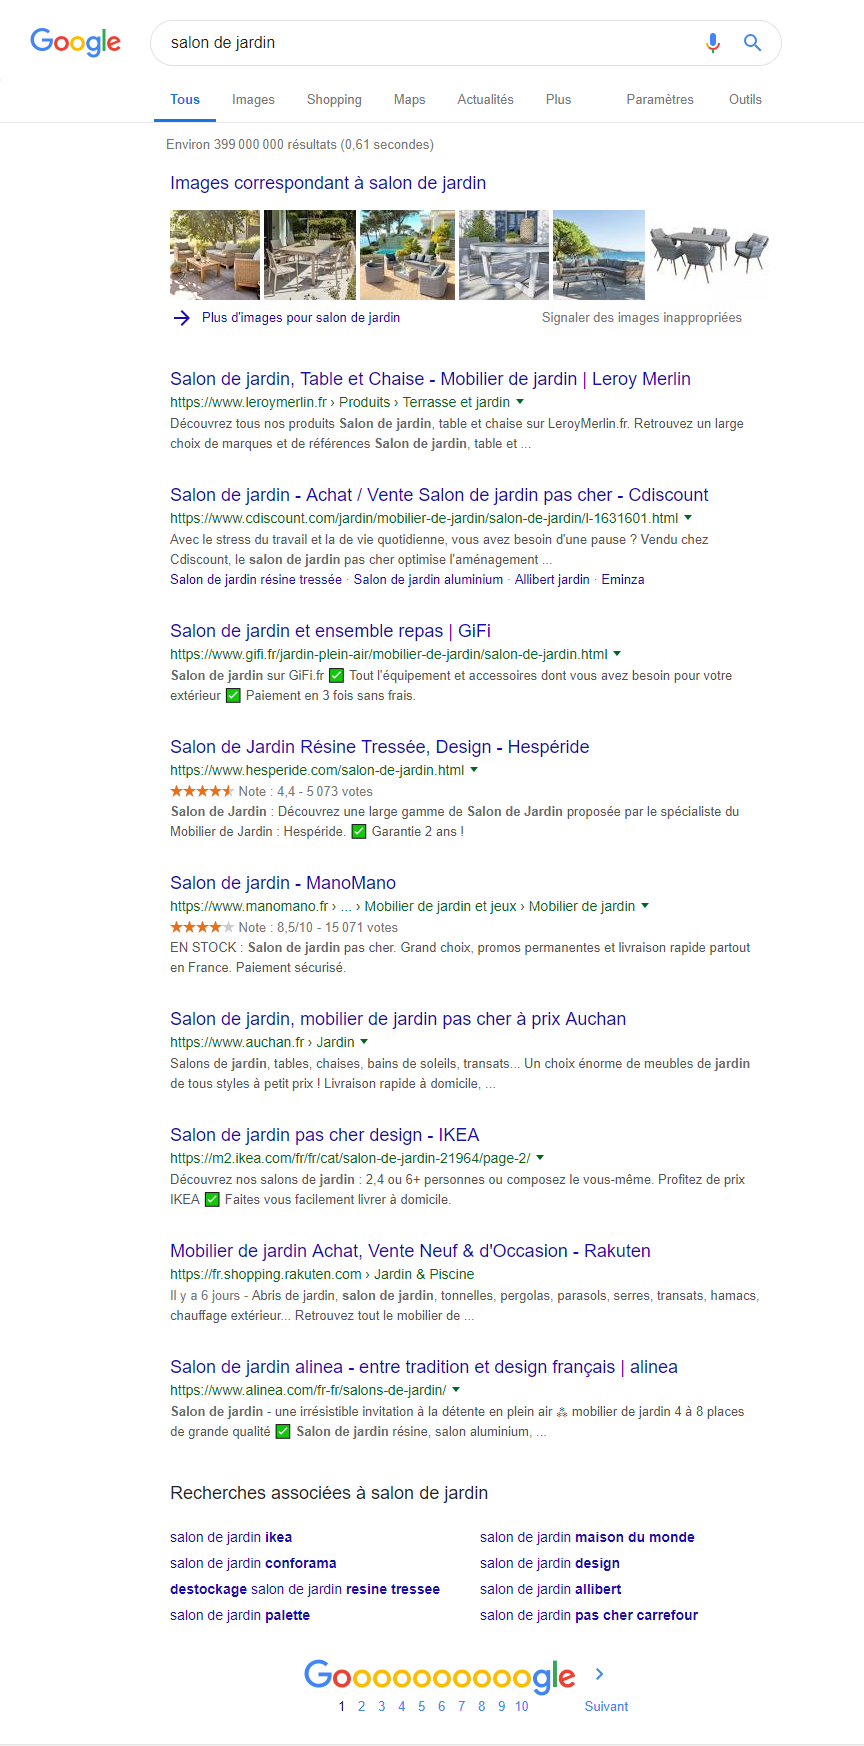 Google
salon de jardin
Tous Images Shopping Maps Actualités Plus Paramètres Outils
Environ 399 000 000 résultats (0,61 secondes)
Images correspondant à salon de jardin
Plus d'images pour salon de jardin Signaler des images inappropriées
Salon de jardin, Table et Chaise - Mobilier de jardin | Leroy Merlin
https://www.leroymerlin.fr › Produits › Terrasse et jardin
Découvrez tous nos produits Salon de jardin, table et chaise sur LeroyMerlin.fr. Retrouvez un large
choix de marques et de références Salon de jardin, table et ...
Salon de jardin - Achat / Vente Salon de jardin pas cher - Cdiscount
https://www.cdiscount.com/jardin/mobilier-de-jardin/salon-de-jardin/l-1631601.html
Avec le stress du travail et la de vie quotidienne, vous avez besoin d'une pause ? Vendu chez
Cdiscount, le salon de jardin pas cher optimise l'aménagement ...
Salon de jardin résine tressée · Salon de jardin aluminium · Allibert jardin · Eminza
Salon de jardin et ensemble repas | GiFi
https://www.gifi.fr/jardin-plein-air/mobilier-de-jardin/salon-de-jardin.html
Salon de jardin sur GiFi.fr ✅ Tout l'équipement et accessoires dont vous avez besoin pour votre
extérieur ✅ Paiement en 3 fois sans frais.
Salon de Jardin Résine Tressée, Design - Hespéride
https://www.hesperide.com/salon-de-jardin.html
Note : 4,4 - 5 073 votes
Salon de Jardin : Découvrez une large gamme de Salon de Jardin proposée par le spécialiste du
Mobilier de Jardin : Hespéride. ✅ Garantie 2 ans !
Salon de jardin - ManoMano
https://www.manomano.fr › ... › Mobilier de jardin et jeux › Mobilier de jardin
Note : 8,5/10 - 15 071 votes
EN STOCK : Salon de jardin pas cher. Grand choix, promos permanentes et livraison rapide partout
en France. Paiement sécurisé.
Salon de jardin, mobilier de jardin pas cher à prix Auchan
https://www.auchan.fr › Jardin
Salons de jardin, tables, chaises, bains de soleils, transats... Un choix énorme de meubles de jardin
de tous styles à petit prix ! Livraison rapide à domicile, ...
Salon de jardin pas cher design - IKEA
https://m2.ikea.com/fr/fr/cat/salon-de-jardin-21964/page-2/
Découvrez nos salons de jardin : 2,4 ou 6+ personnes ou composez le vous-même. Profitez de prix
IKEA ✅ Faites vous facilement livrer à domicile.
Mobilier de jardin Achat, Vente Neuf & d'Occasion - Rakuten
https://fr.shopping.rakuten.com › Jardin & Piscine
Il y a 6 jours - Abris de jardin, salon de jardin, tonnelles, pergolas, parasols, serres, transats, hamacs,
chauffage extérieur... Retrouvez tout le mobilier de ...
Salon de jardin alinea - entre tradition et design français | alinea
https://www.alinea.com/fr-fr/salons-de-jardin/
Salon de jardin - une irrésistible invitation à la détente en plein air ⁂ mobilier de jardin 4 à 8 places
de grande qualité ✅ Salon de jardin résine, salon aluminium, ...
Recherches associées à salon de jardin
salon de jardin ikea salon de jardin maison du monde
salon de jardin conforama salon de jardin design
destockage salon de jardin resine tressee salon de jardin allibert
salon de jardin palette salon de jardin pas cher carrefour
Goooooooooogle
1 2 3 4 5 6 7 8 9 10 Suivant